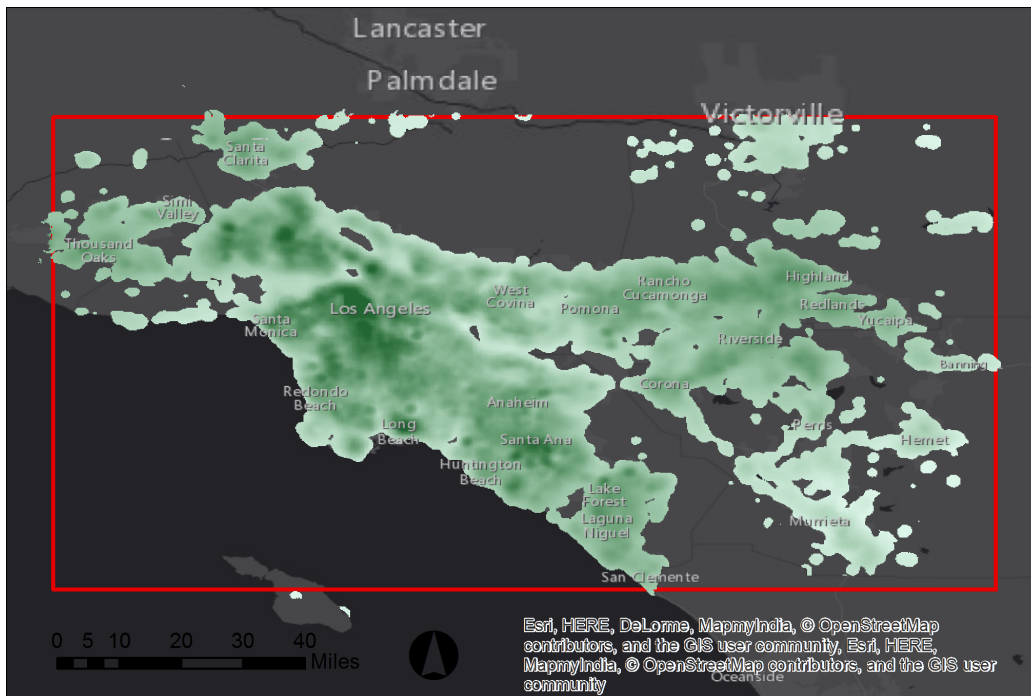 Lancaster
Palmdale
Victorville
Santa
Clarita
Simi
Valley
Thousand
Oaks
Highland
Rancho
Cucamonga
West
Covina
Redlands
Los Angeles
Pomona
Yucaipa
Santa
Monica
Riverside
Banning
Corona
Redondo
Beach
Anaheim
Long
Beach
Perris
Santa Ana
Hemet
Huntington
Beach
Lake
Forest
Laguna
Niguel
Murrieta
San Clemente
0 5 10 20 30 40
Miles
Esri, HERE, DeLorme, MapmyIndia, © OpenStreetMap
contributors, and the GIS user community, Esri, HERE,
MapmyIndia, © OpenStreetMap contributors, and the GIS user
community
Oceanside